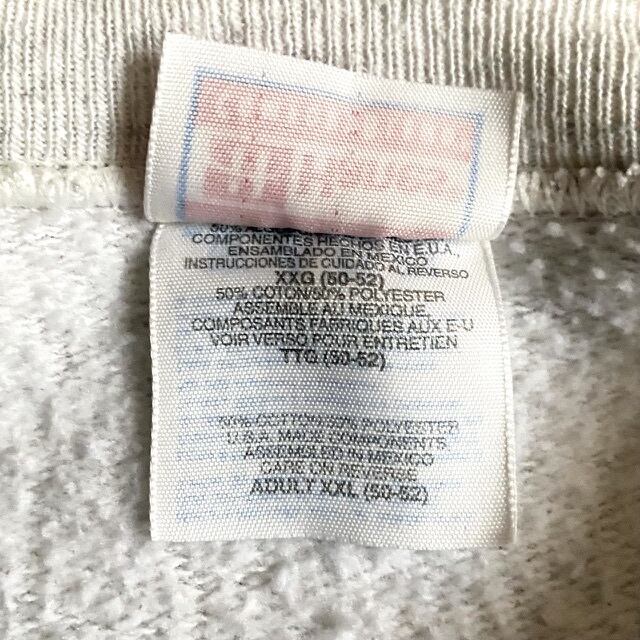 COMPONENTES HECHOS EN E.U.A.,
ENSAMBLADO EN MEXICO
INSTRUCCIONES DE CUIDADO AL REVERSO
XXG (50-52)
50% COTON/50% POLYESTER
ASSEMBLE AU MEXIQUE
COMPOSANTS FABRIQUES AUX E-U
VOIR VERSO POUR ENTRETIEN
TTG (50-52)
50% COTTON/50% POLYESTER
U.S.A. MADE COMPONENTS
ASSEMBLED IN MEXICO
CARE ON REVERSE
ADULT XXL (50-52)